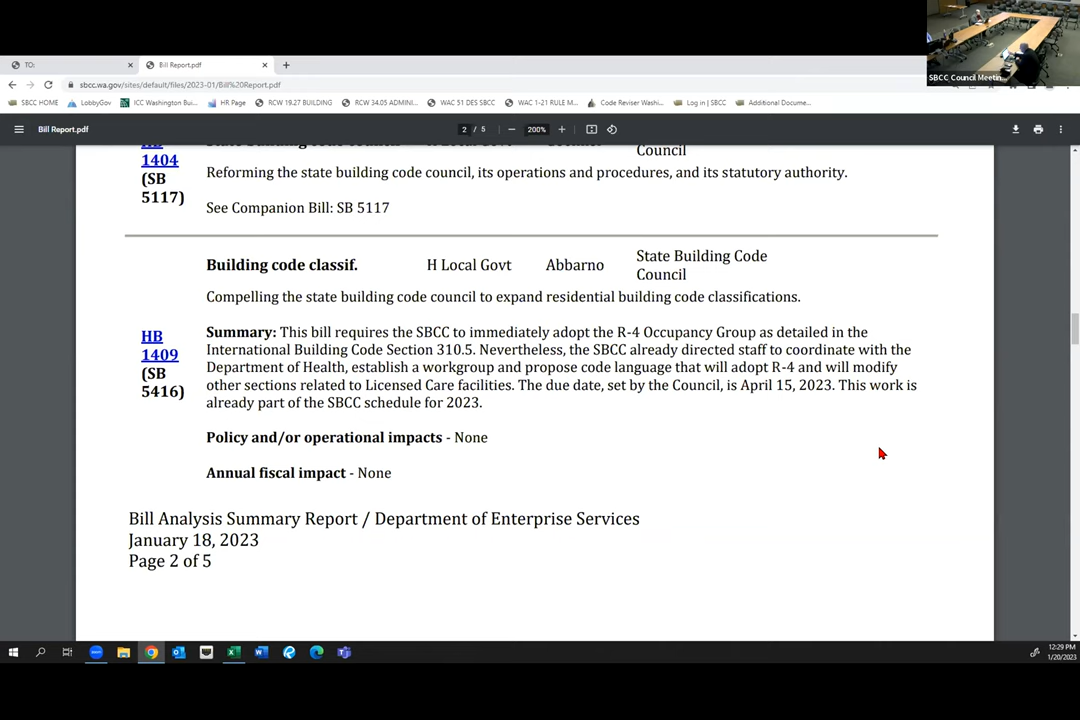 SBCC Council Meetin...
TO:
Bill Report.pdf
sbcc.wa.gov/sites/default/files/2023-01/Bill%20Report.pdf
SBCC HOME LobbyGov ICC Washington Bui... HR Page RCW 19.27 BUILDING RCW 34.05 ADMINI... WAC 51 DES SBCC WAC 1-21 RULE M... Code Reviser Washi... Log in | SBCC Additional Docume...
Bill Report.pdf 2 / 5 200%
Council
1404
(SB
5117)
Reforming the state building code council, its operations and procedures, and its statutory authority.
See Companion Bill: SB 5117
Building code classif. H Local Govt Abbarno State Building Code
Council
Compelling the state building code council to expand residential building code classifications.
HB
1409
(SB
5416)
Summary: This bill requires the SBCC to immediately adopt the R-4 Occupancy Group as detailed in the
International Building Code Section 310.5. Nevertheless, the SBCC already directed staff to coordinate with the
Department of Health, establish a workgroup and propose code language that will adopt R-4 and will modify
other sections related to Licensed Care facilities. The due date, set by the Council, is April 15, 2023. This work is
already part of the SBCC schedule for 2023.
Policy and/or operational impacts - None
Annual fiscal impact - None
Bill Analysis Summary Report / Department of Enterprise Services
January 18, 2023
Page 2 of 5
12:29 PM
1/20/2023